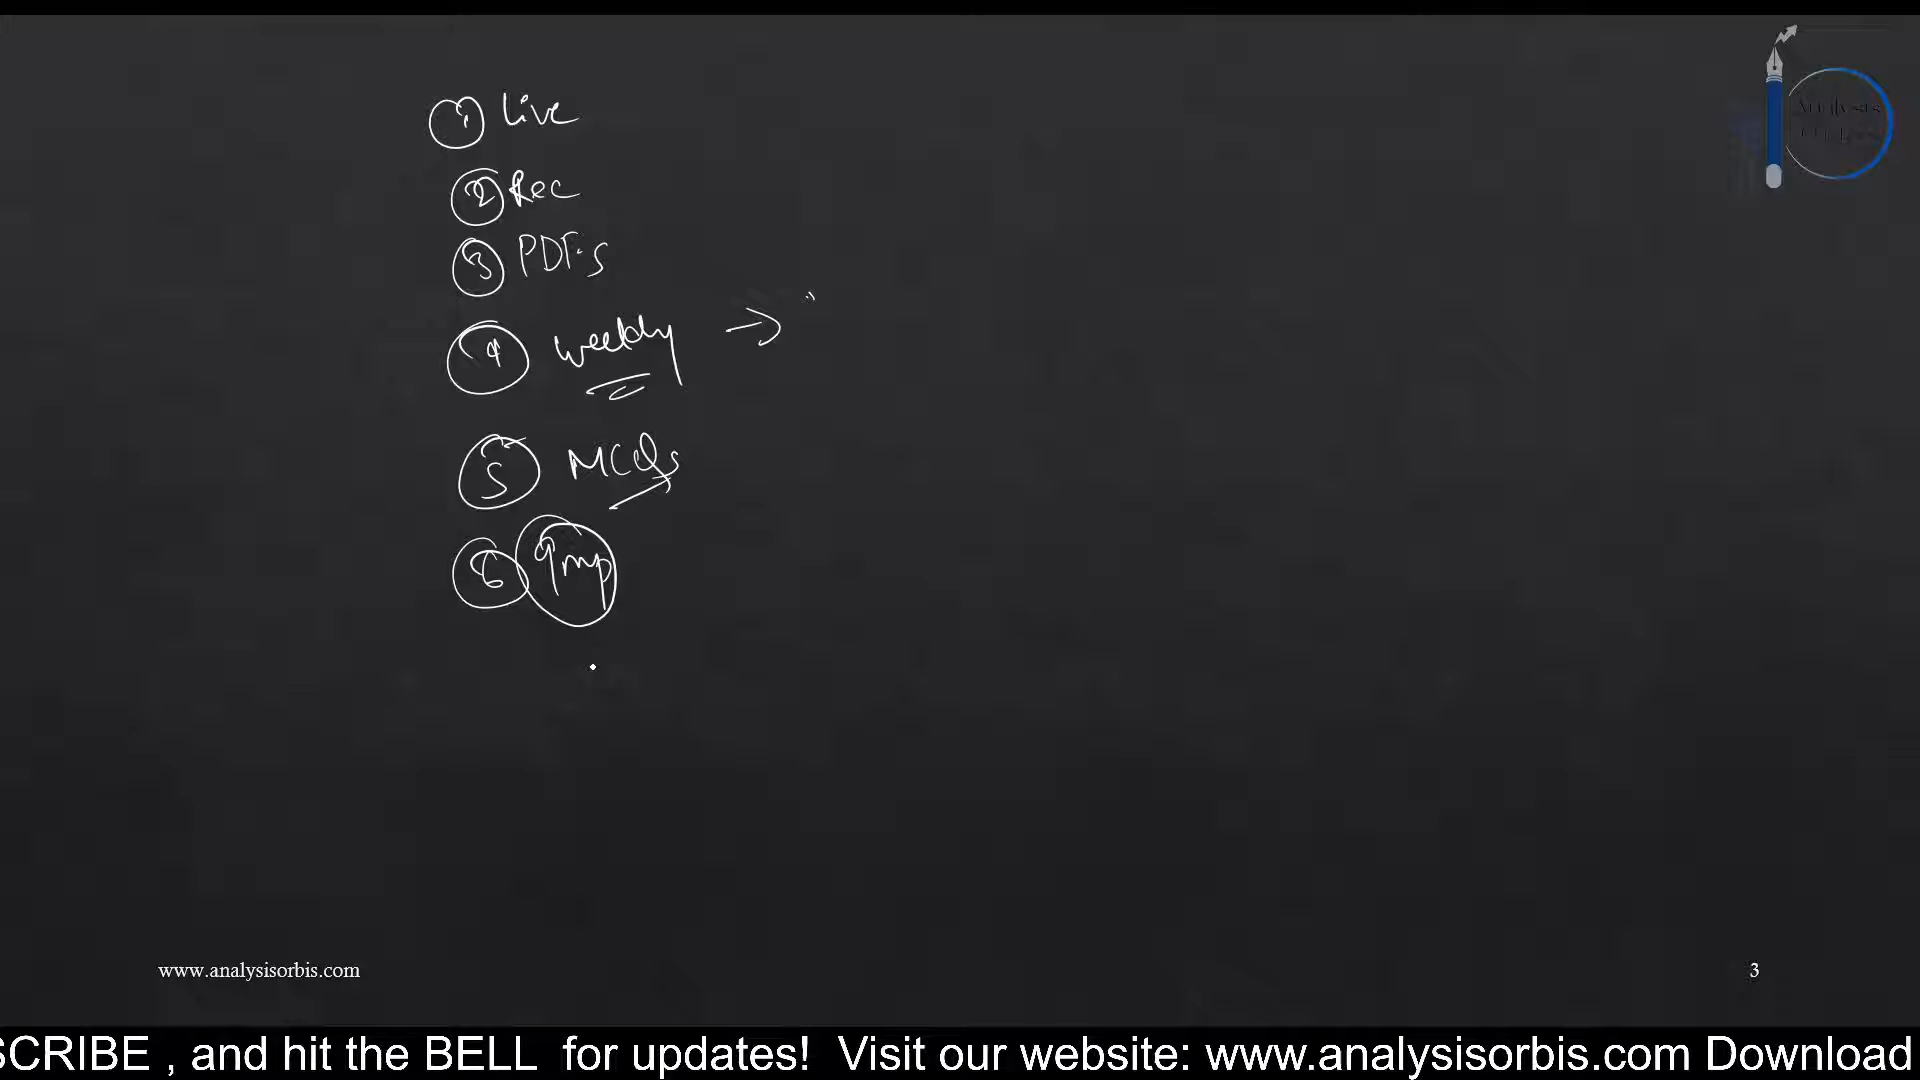 1 Live
2 Rec
3 PDFs
4 weekly →
5 MCQs
6 Imp
Analysis
www.analysisorbis.com
3
SCRIBE , and hit the BELL for updates! Visit our website: www.analysisorbis.com Download